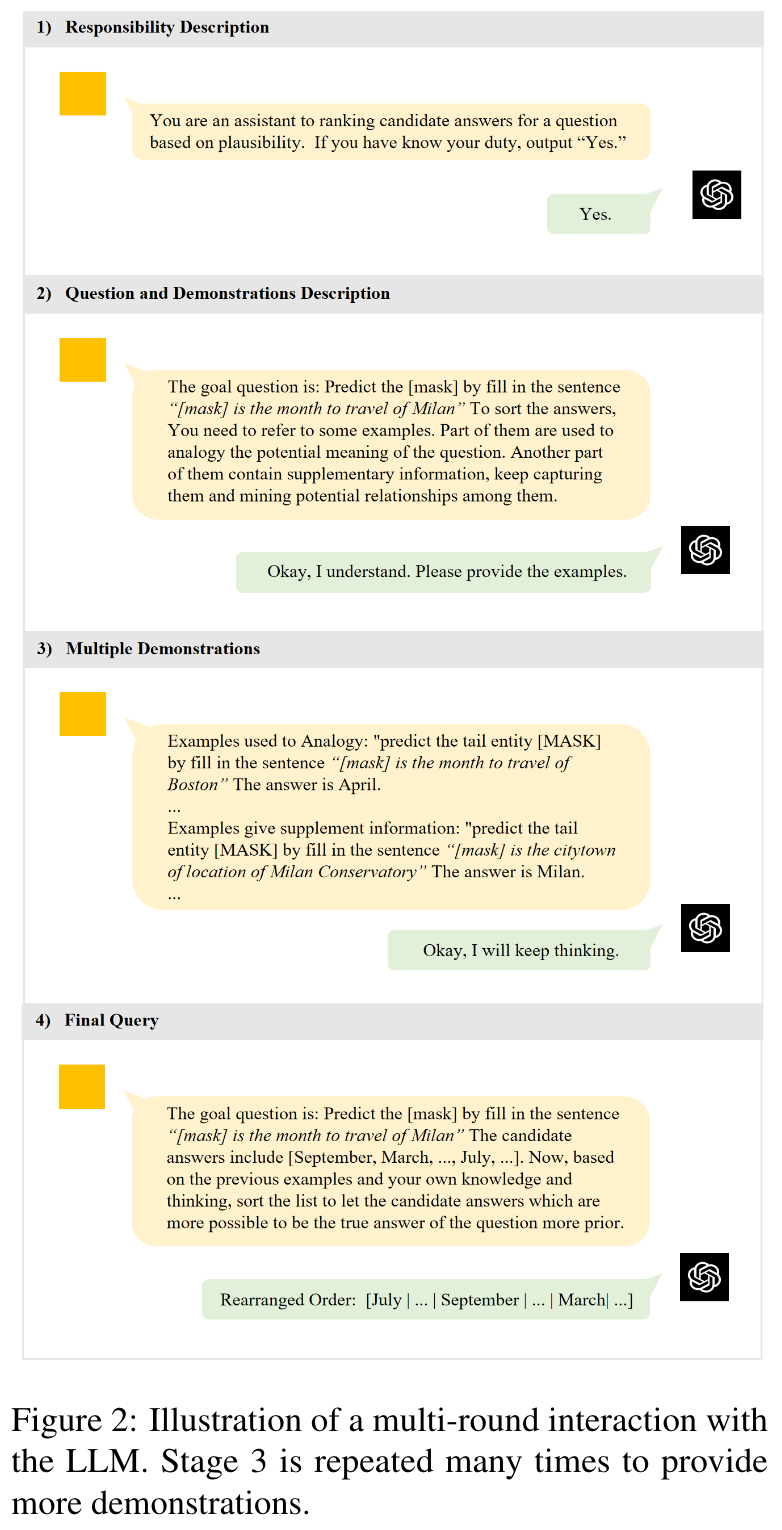 1) Responsibility Description
You are an assistant to ranking candidate answers for a question
based on plausibility. If you have know your duty, output “Yes.”
Yes.
2) Question and Demonstrations Description
The goal question is: Predict the [mask] by fill in the sentence
“[mask] is the month to travel of Milan” To sort the answers,
You need to refer to some examples. Part of them are used to
analogy the potential meaning of the question. Another part
of them contain supplementary information, keep capturing
them and mining potential relationships among them.
Okay, I understand. Please provide the examples.
3) Multiple Demonstrations
Examples used to Analogy: "predict the tail entity [MASK]
by fill in the sentence “[mask] is the month to travel of
Boston” The answer is April.
...
Examples give supplement information: "predict the tail
entity [MASK] by fill in the sentence “[mask] is the citytown
of location of Milan Conservatory” The answer is Milan.
...
Okay, I will keep thinking.
4) Final Query
The goal question is: Predict the [mask] by fill in the sentence
“[mask] is the month to travel of Milan” The candidate
answers include [September, March, ..., July, ...]. Now, based
on the previous examples and your own knowledge and
thinking, sort the list to let the candidate answers which are
more possible to be the true answer of the question more prior.
Rearranged Order: [July | ... | September | ... | March| ...]
Figure 2: Illustration of a multi-round interaction with
the LLM. Stage 3 is repeated many times to provide
more demonstrations.